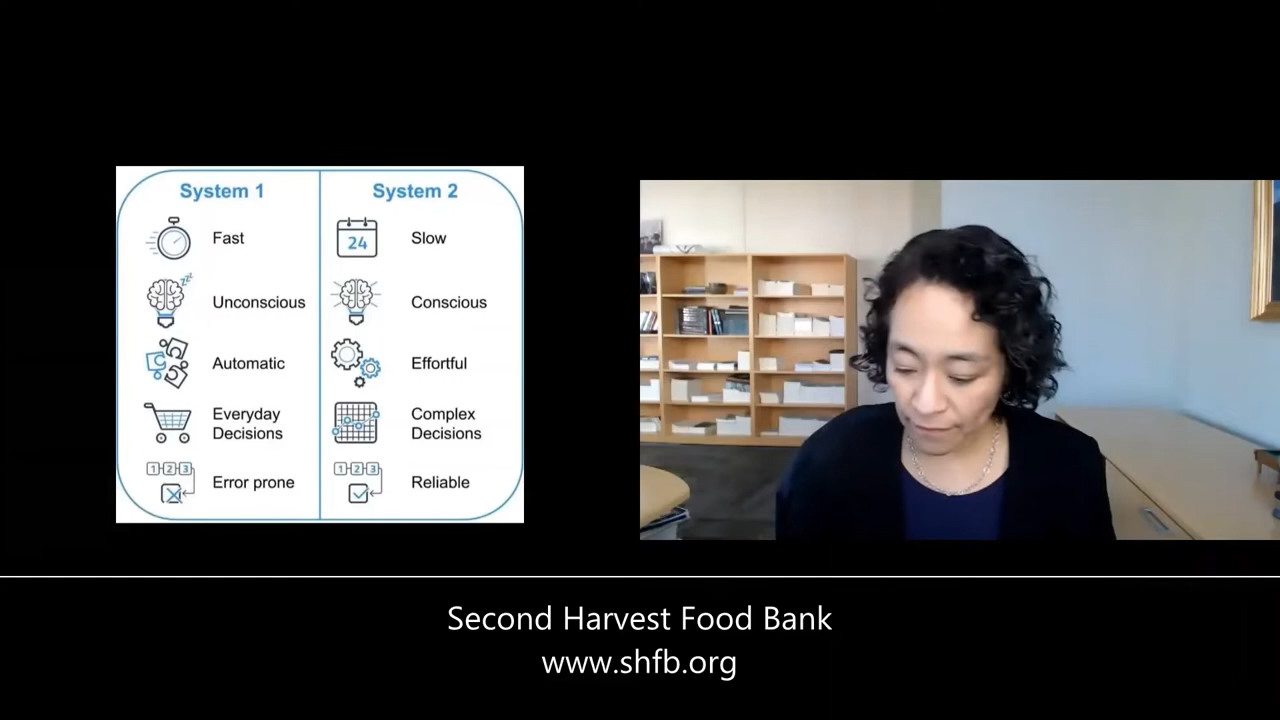 System 1
System 2
Fast
24
Slow
Unconscious
Conscious
Automatic
Effortful
Everyday
Decisions
Complex
Decisions
1 2 3
Error prone
1 2 3
Reliable
Second Harvest Food Bank
www.shfb.org